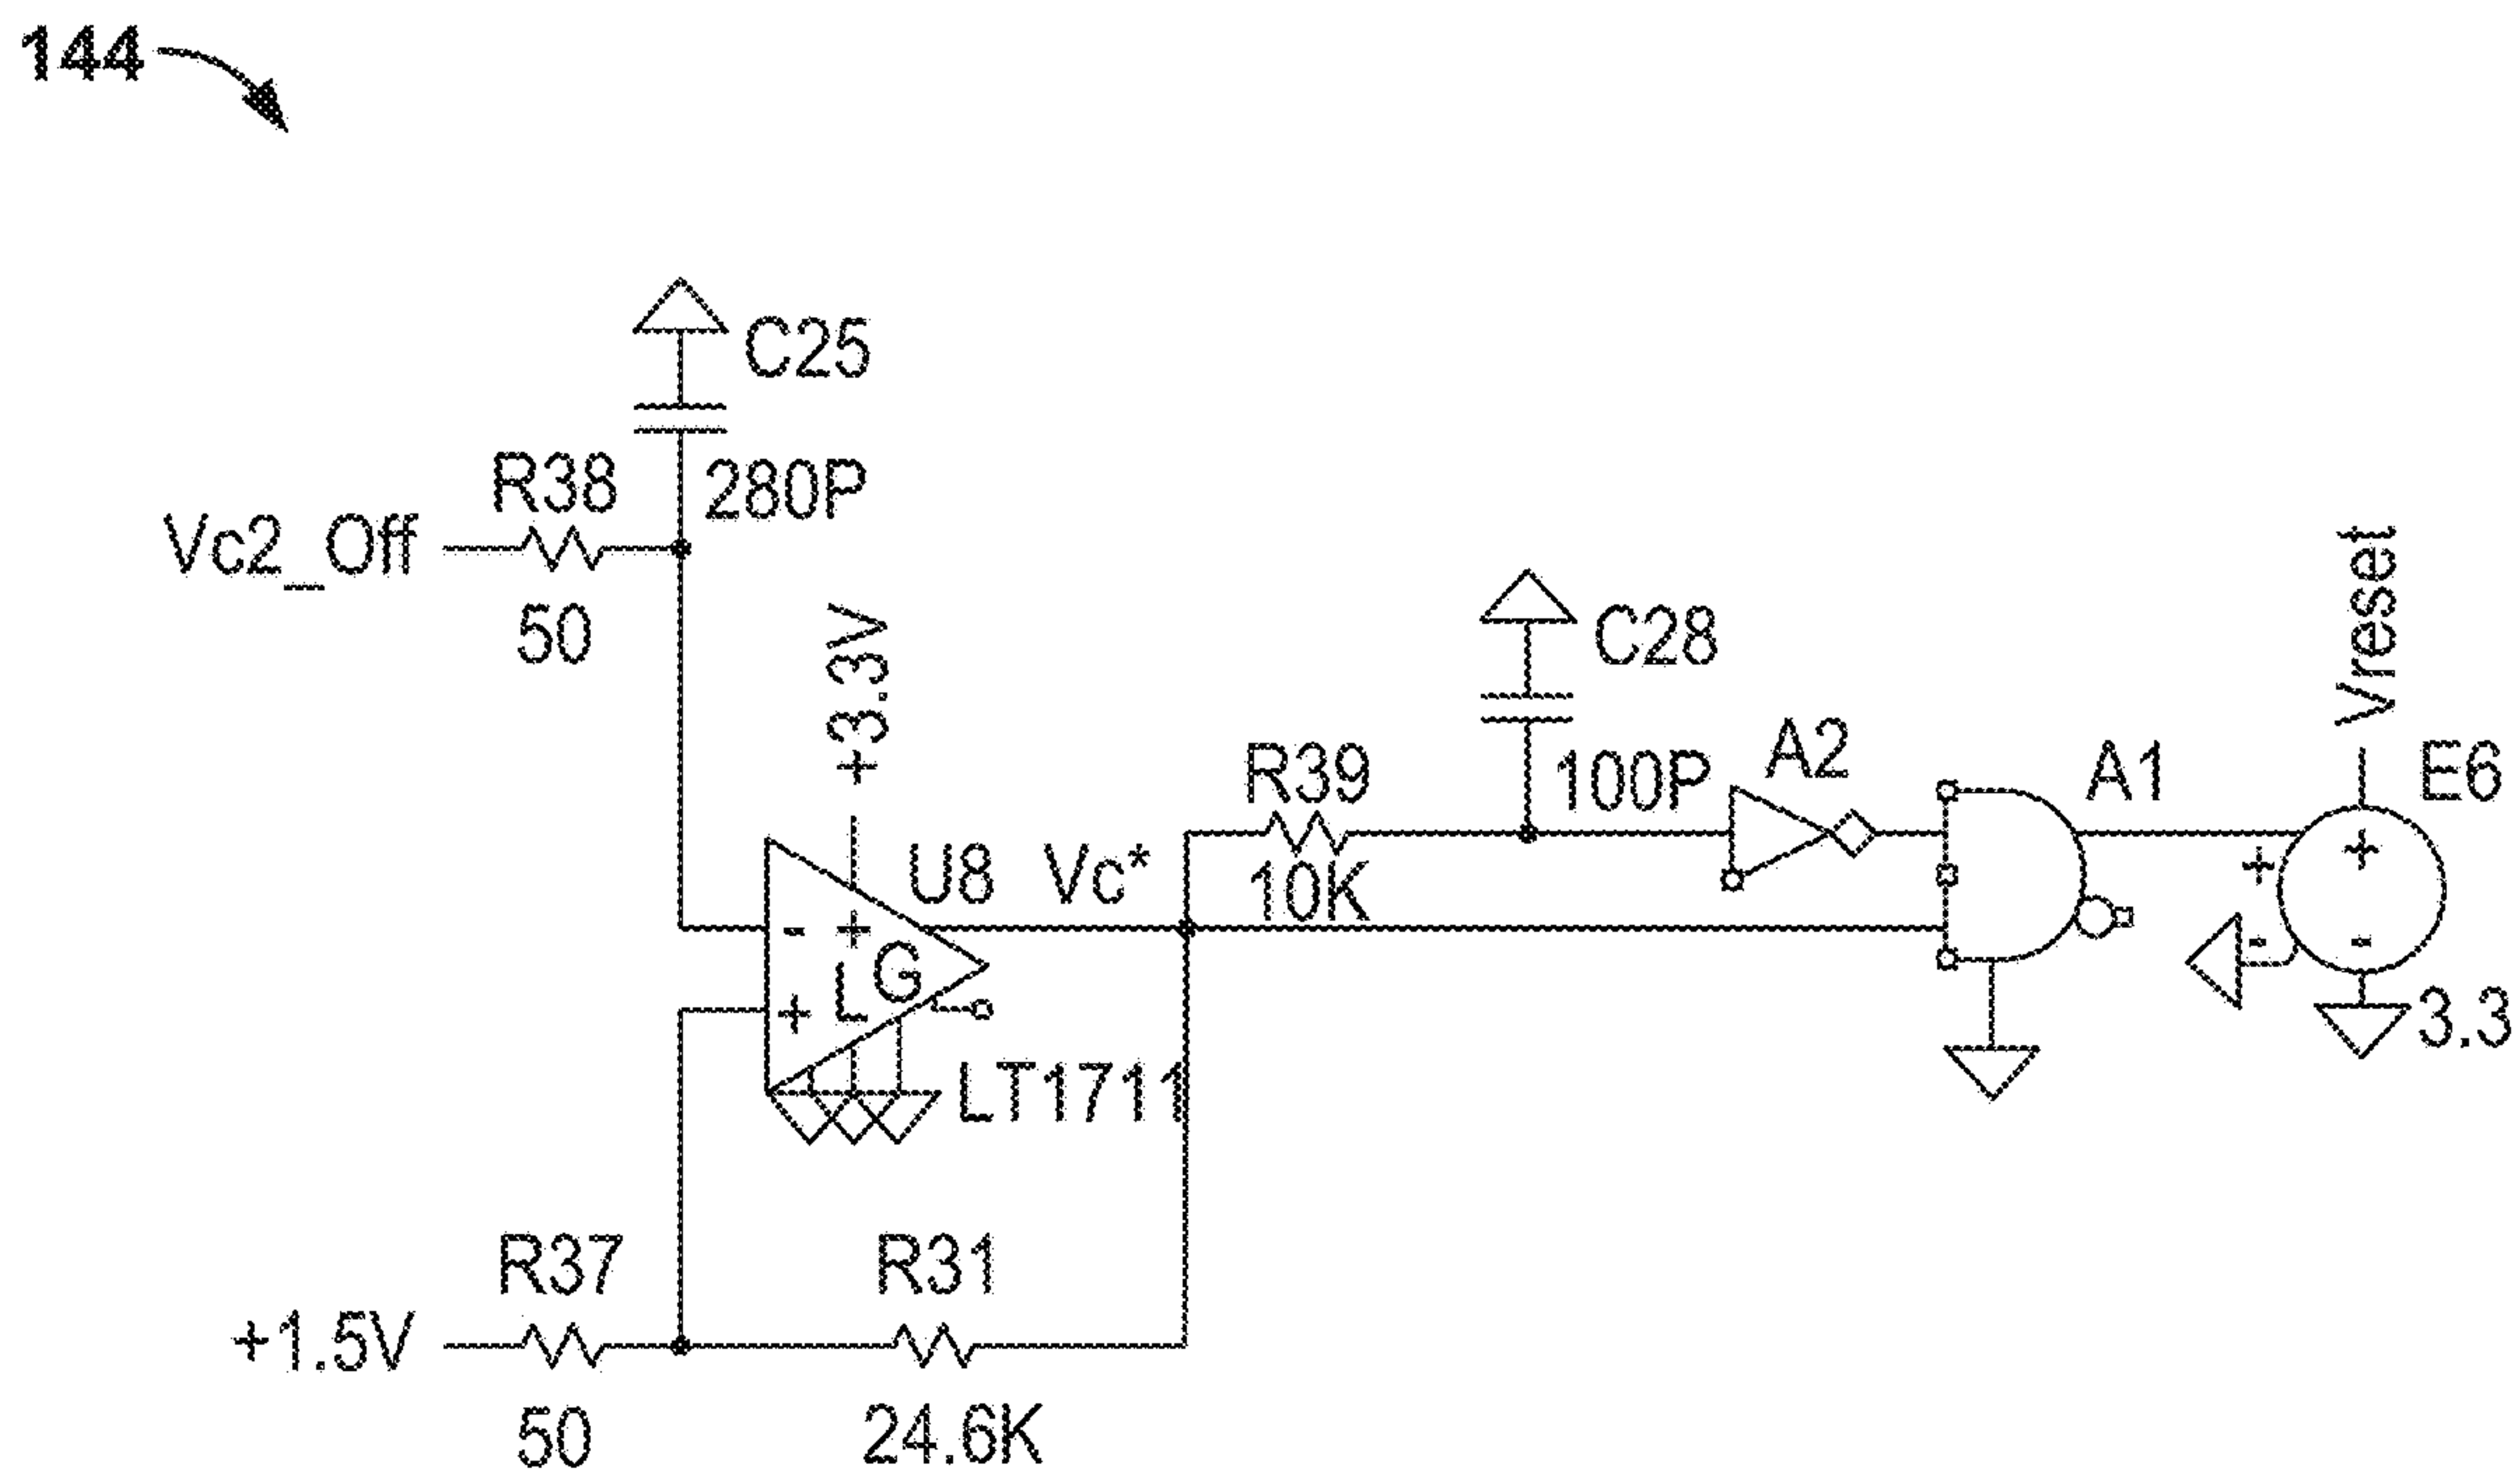 144
C25
R38
280P
Vc2_Off
50
+3.3V
C28
Vreset
R39
100P
A2
A1
E6
U8
Vc*
10K
+
-
+
-
+
L
G
+
-
+
-
LT1711
3.3
R37
R31
+1.5V
50
24.6K